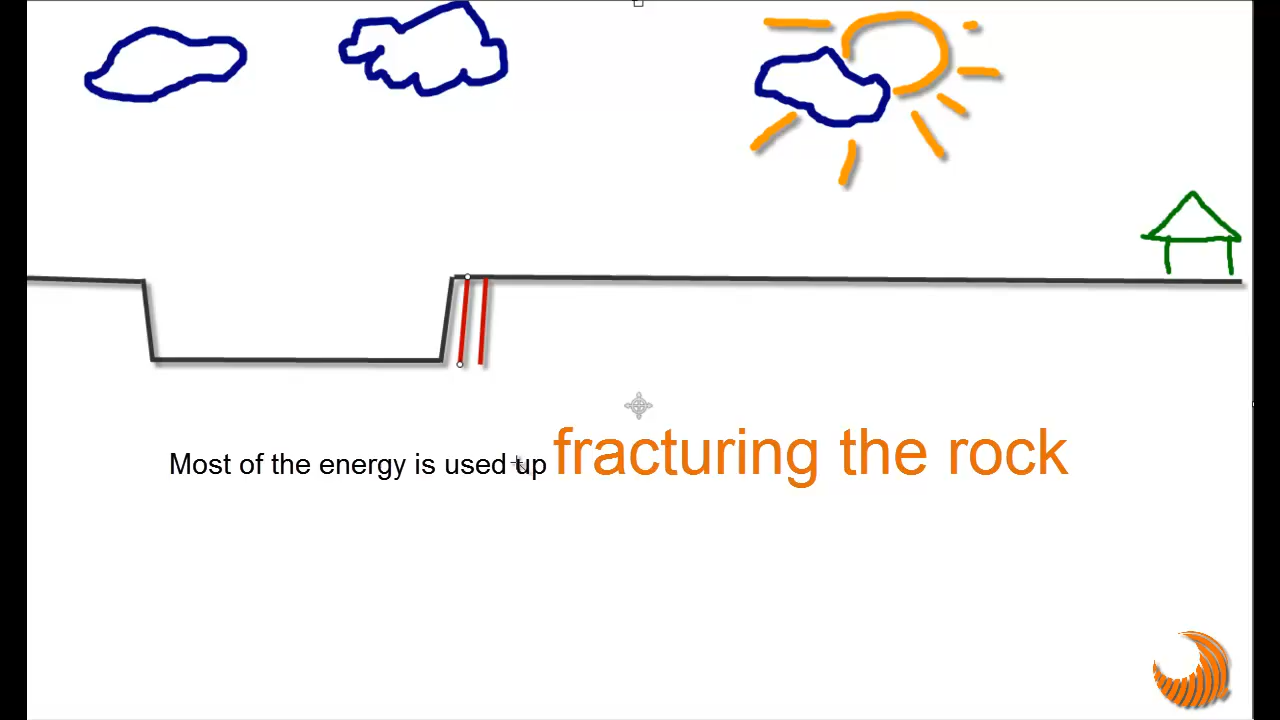 Most of the energy is used up fracturing the rock